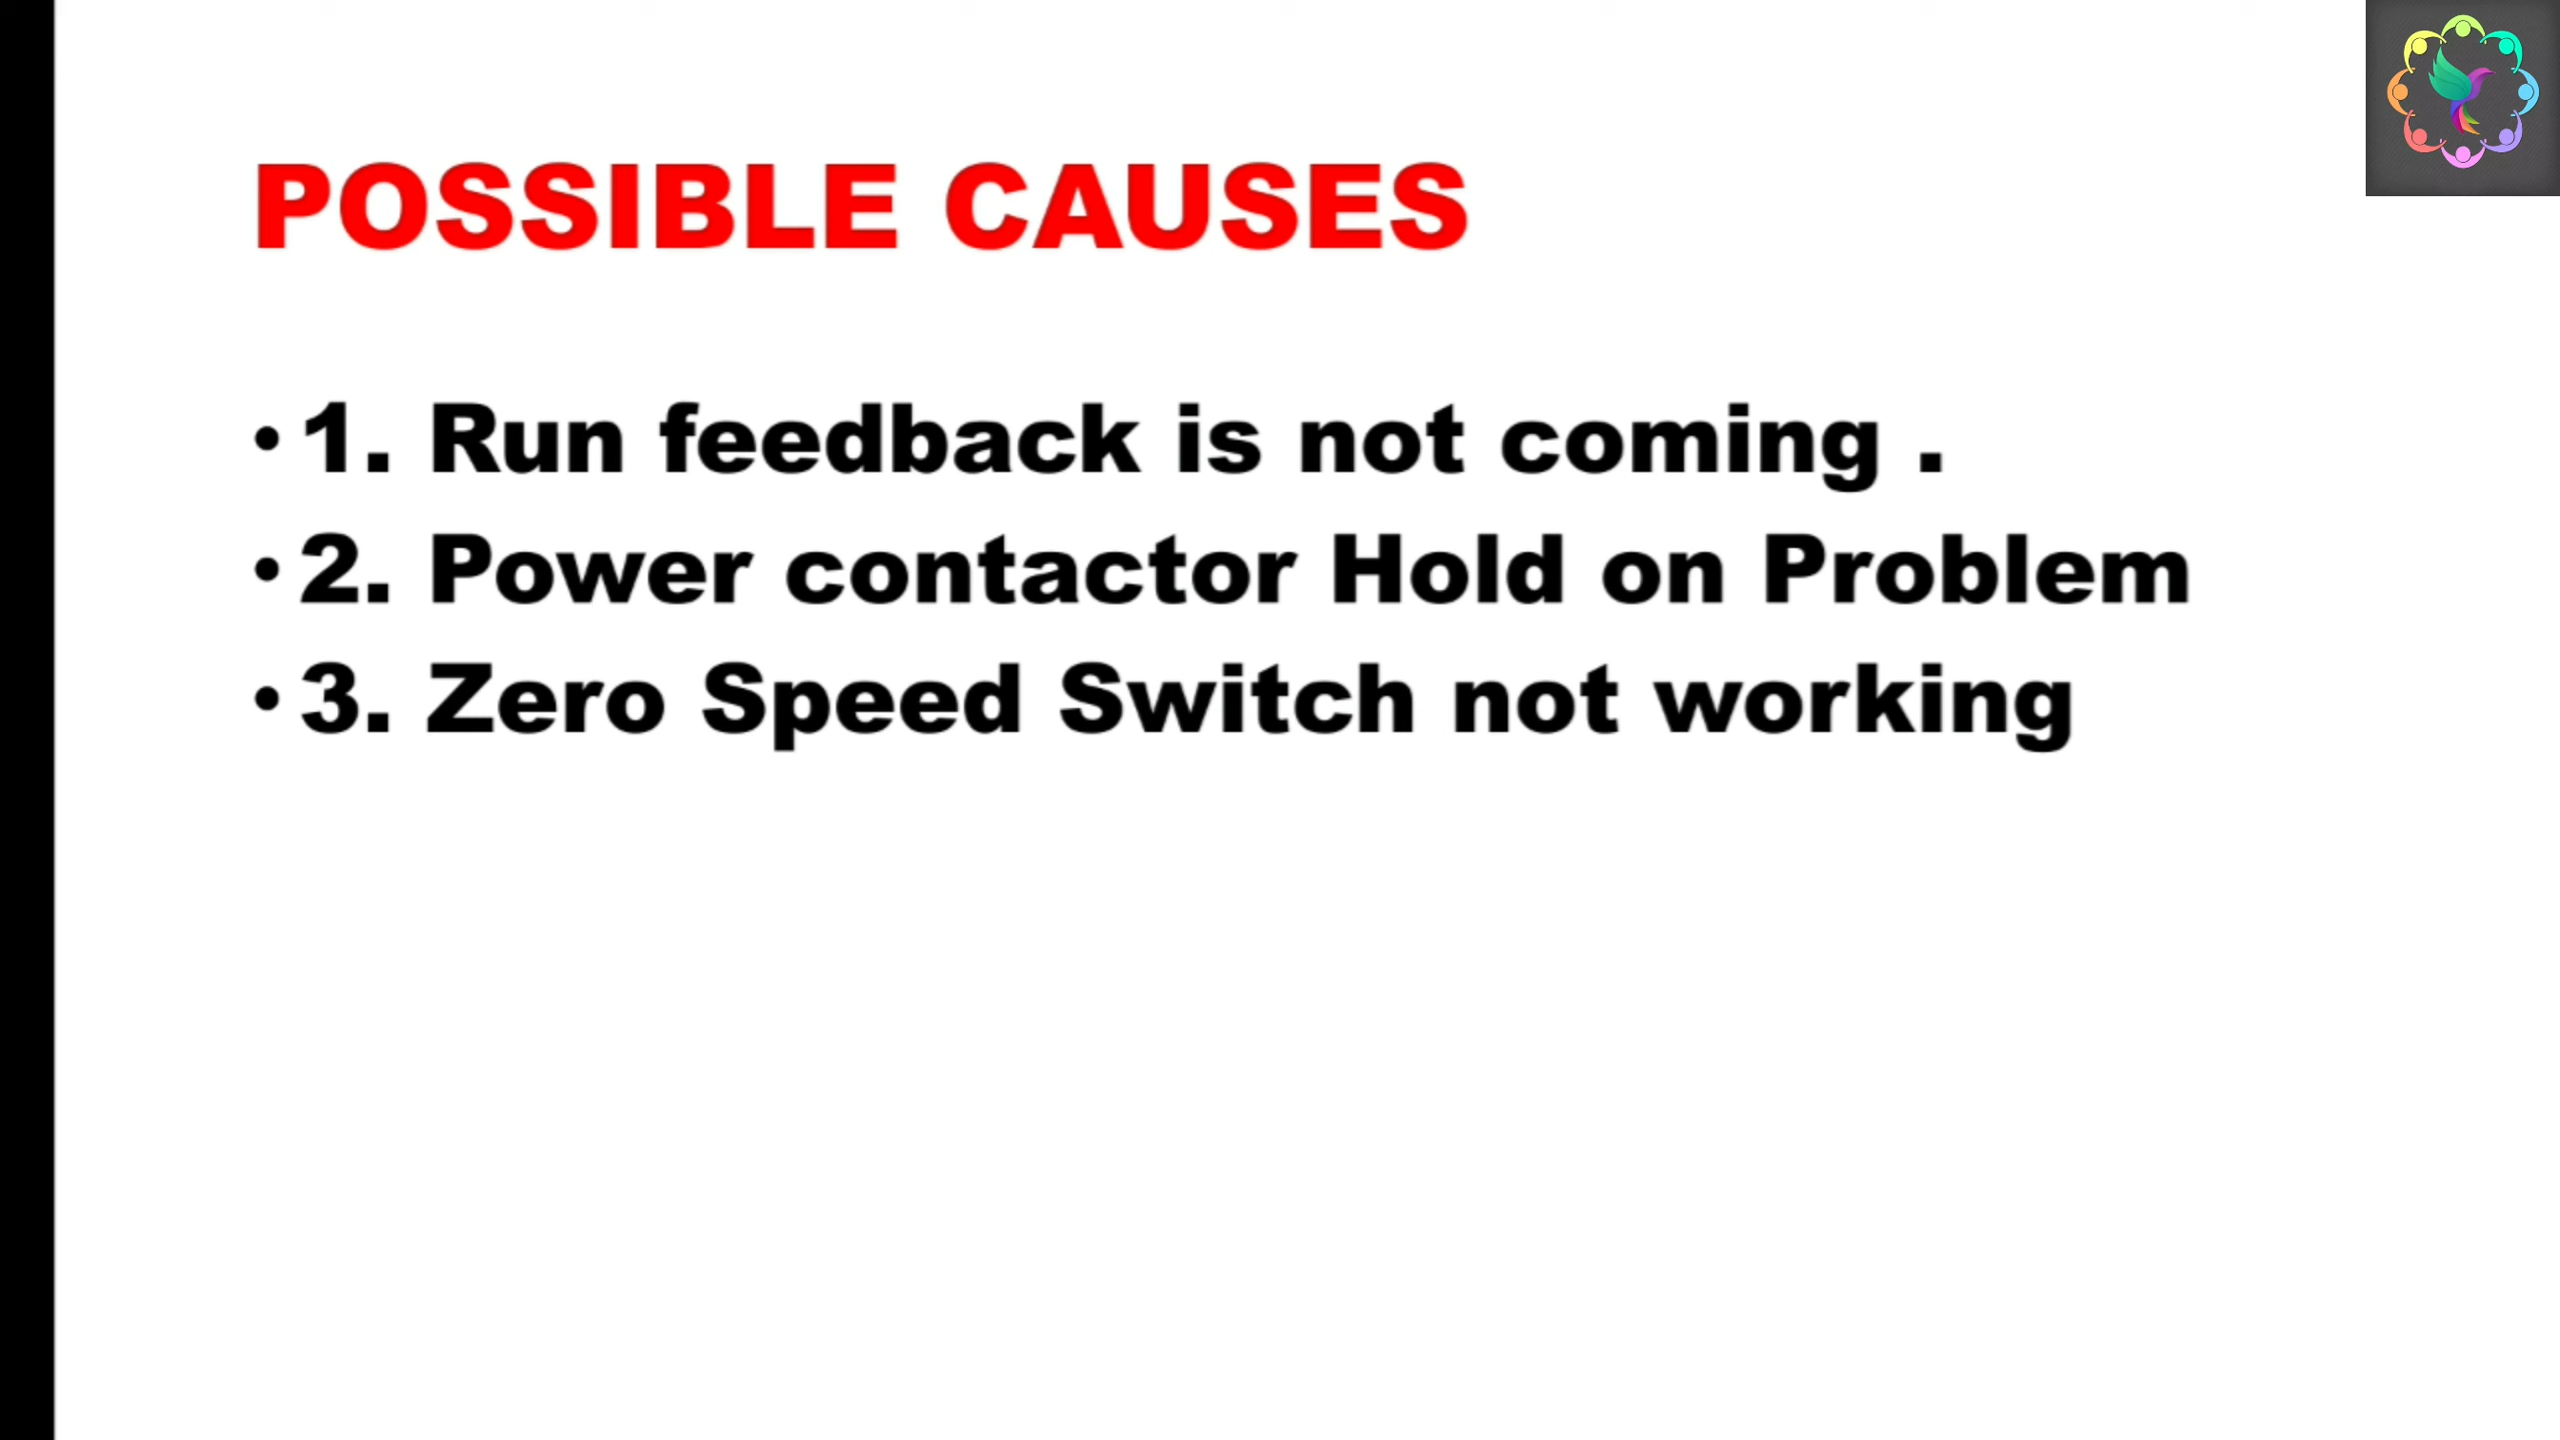 POSSIBLE CAUSES
• 1. Run feedback is not coming .
• 2. Power contactor Hold on Problem
• 3. Zero Speed Switch not working